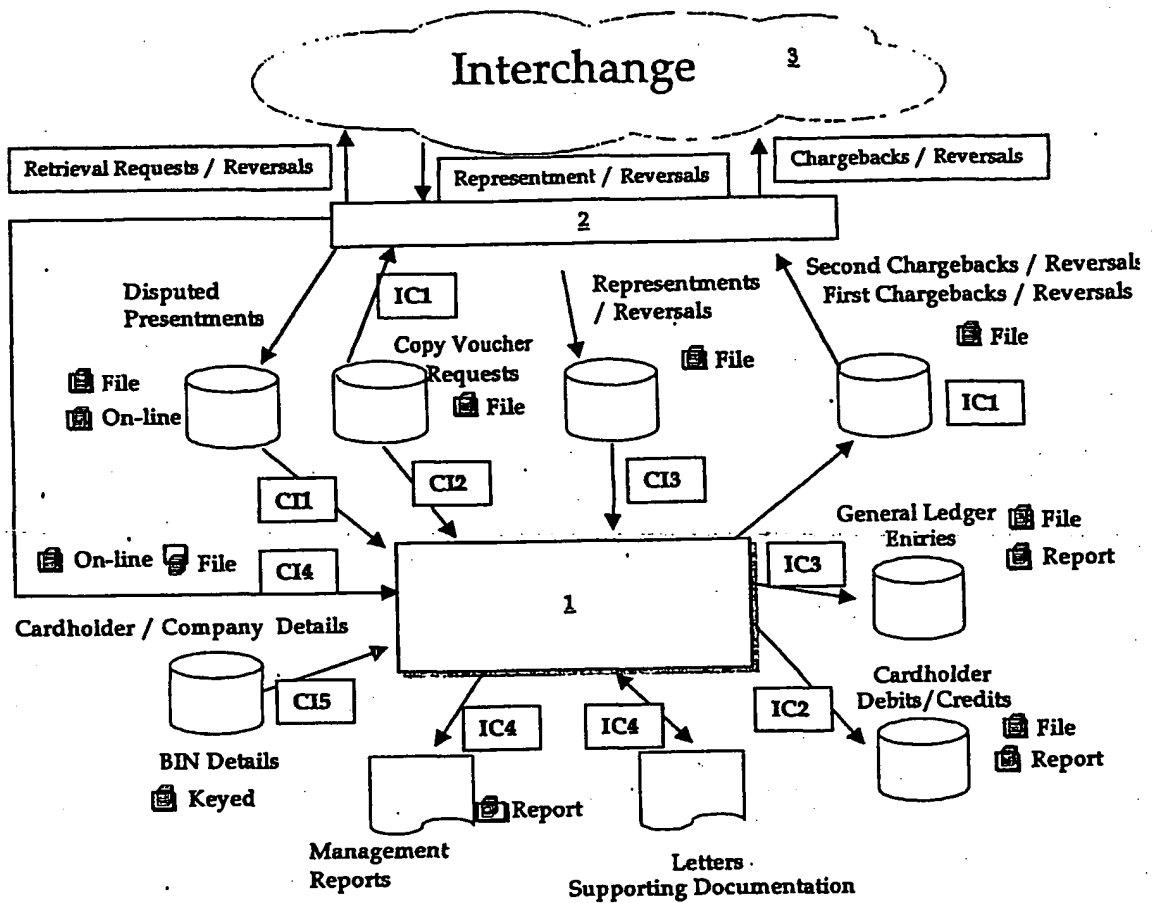 Interchange
3
Retrieval Requests / Reversals
Representment / Reversals
Chargebacks / Reversals
2
Disputed
Presentments
IC1
Representments
/ Reversals
Second Chargebacks / Reversals
First Chargebacks / Reversals
Copy Voucher
Requests
File
File
File
File
On-line
IC1
CI1
CI2
CI3
General Ledger
Entries
File
Report
On-line
File
CI4
IC3
1
Cardholder / Company Details
CI5
IC4
IC4
IC2
Cardholder
Debits/Credits
File
Report
BIN Details
Keyed
Report
Management
Reports
Letters
Supporting Documentation